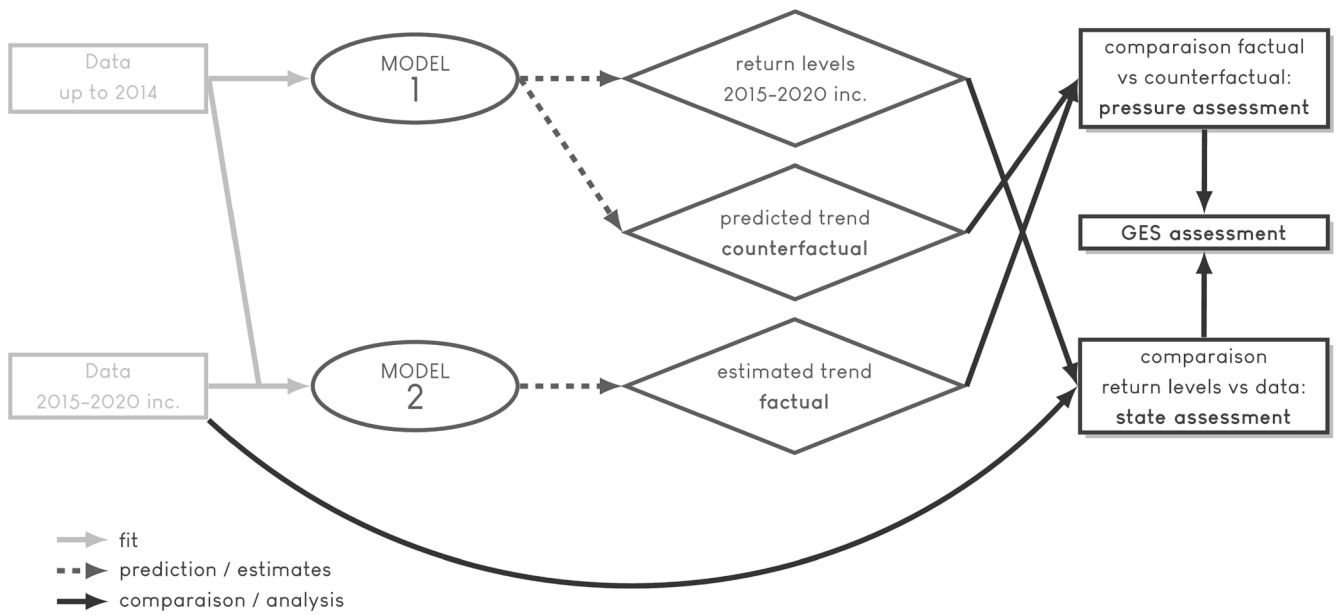 Data
up to 2014
MODEL
1
return levels
2015-2020 inc.
comparaison factual
vs counterfactual:
pressure assessment
predicted trend
counterfactual
GES assessment
Data
2015-2020 inc.
MODEL
2
estimated trend
factual
comparaison
return levels vs data:
state assessment
fit
prediction / estimates
comparaison / analysis